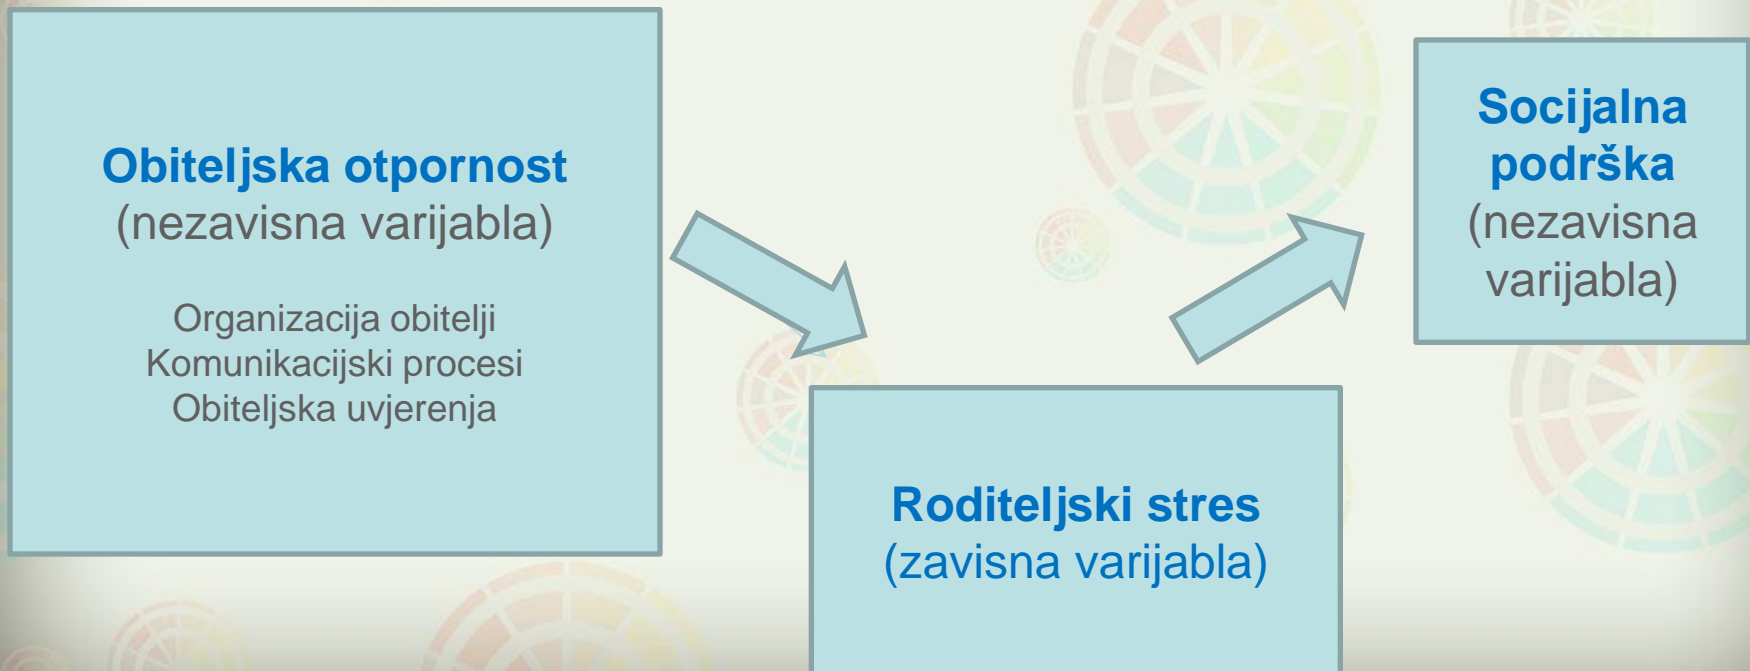 Obiteljska otpornost
(nezavisna varijabla)
Organizacija obitelji
Komunikacijski procesi
Obiteljska uvjerenja
Socijalna
podrška
(nezavisna
varijabla)
Roditeljski stres
(zavisna varijabla)